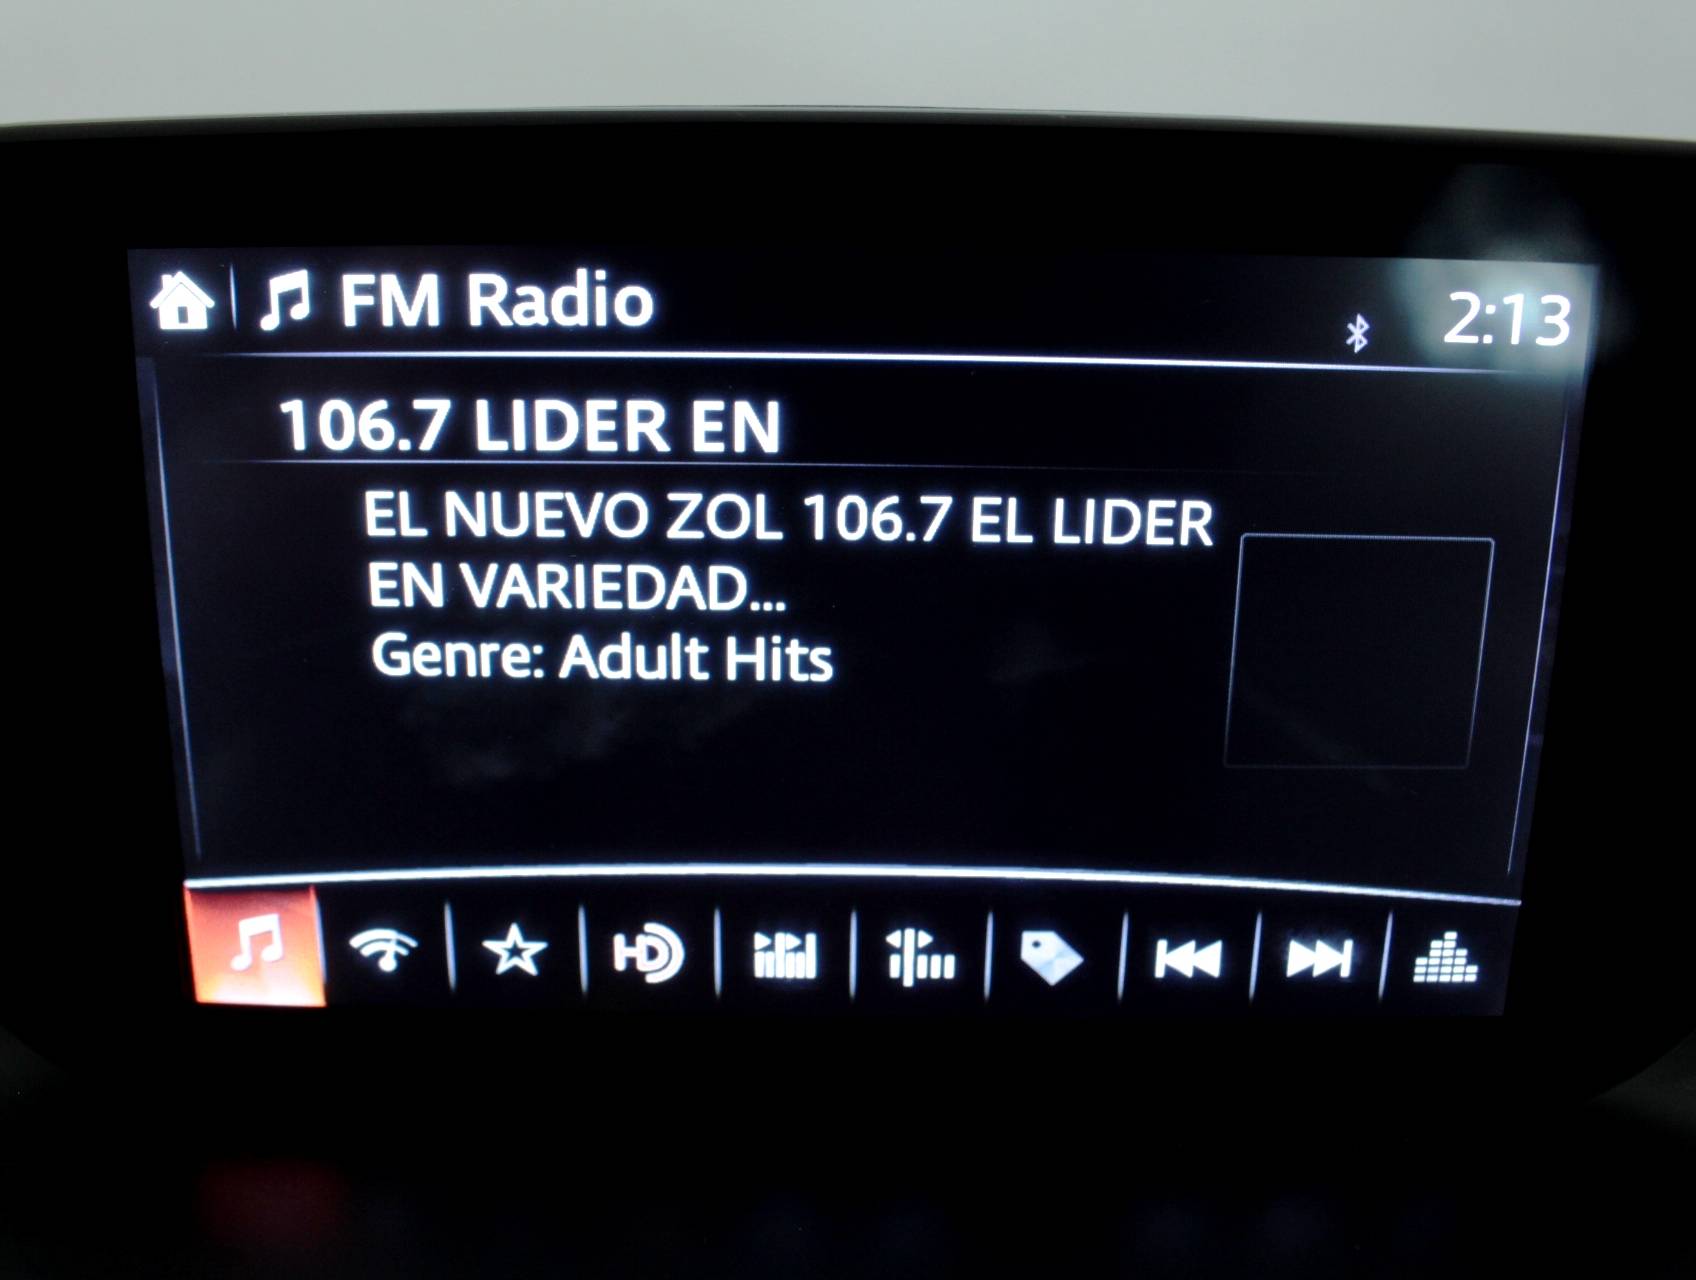 FM Radio
2:13
106.7 LIDER EN
EL NUEVO ZOL 106.7 EL LIDER
EN VARIEDAD...
Genre: Adult Hits
HD